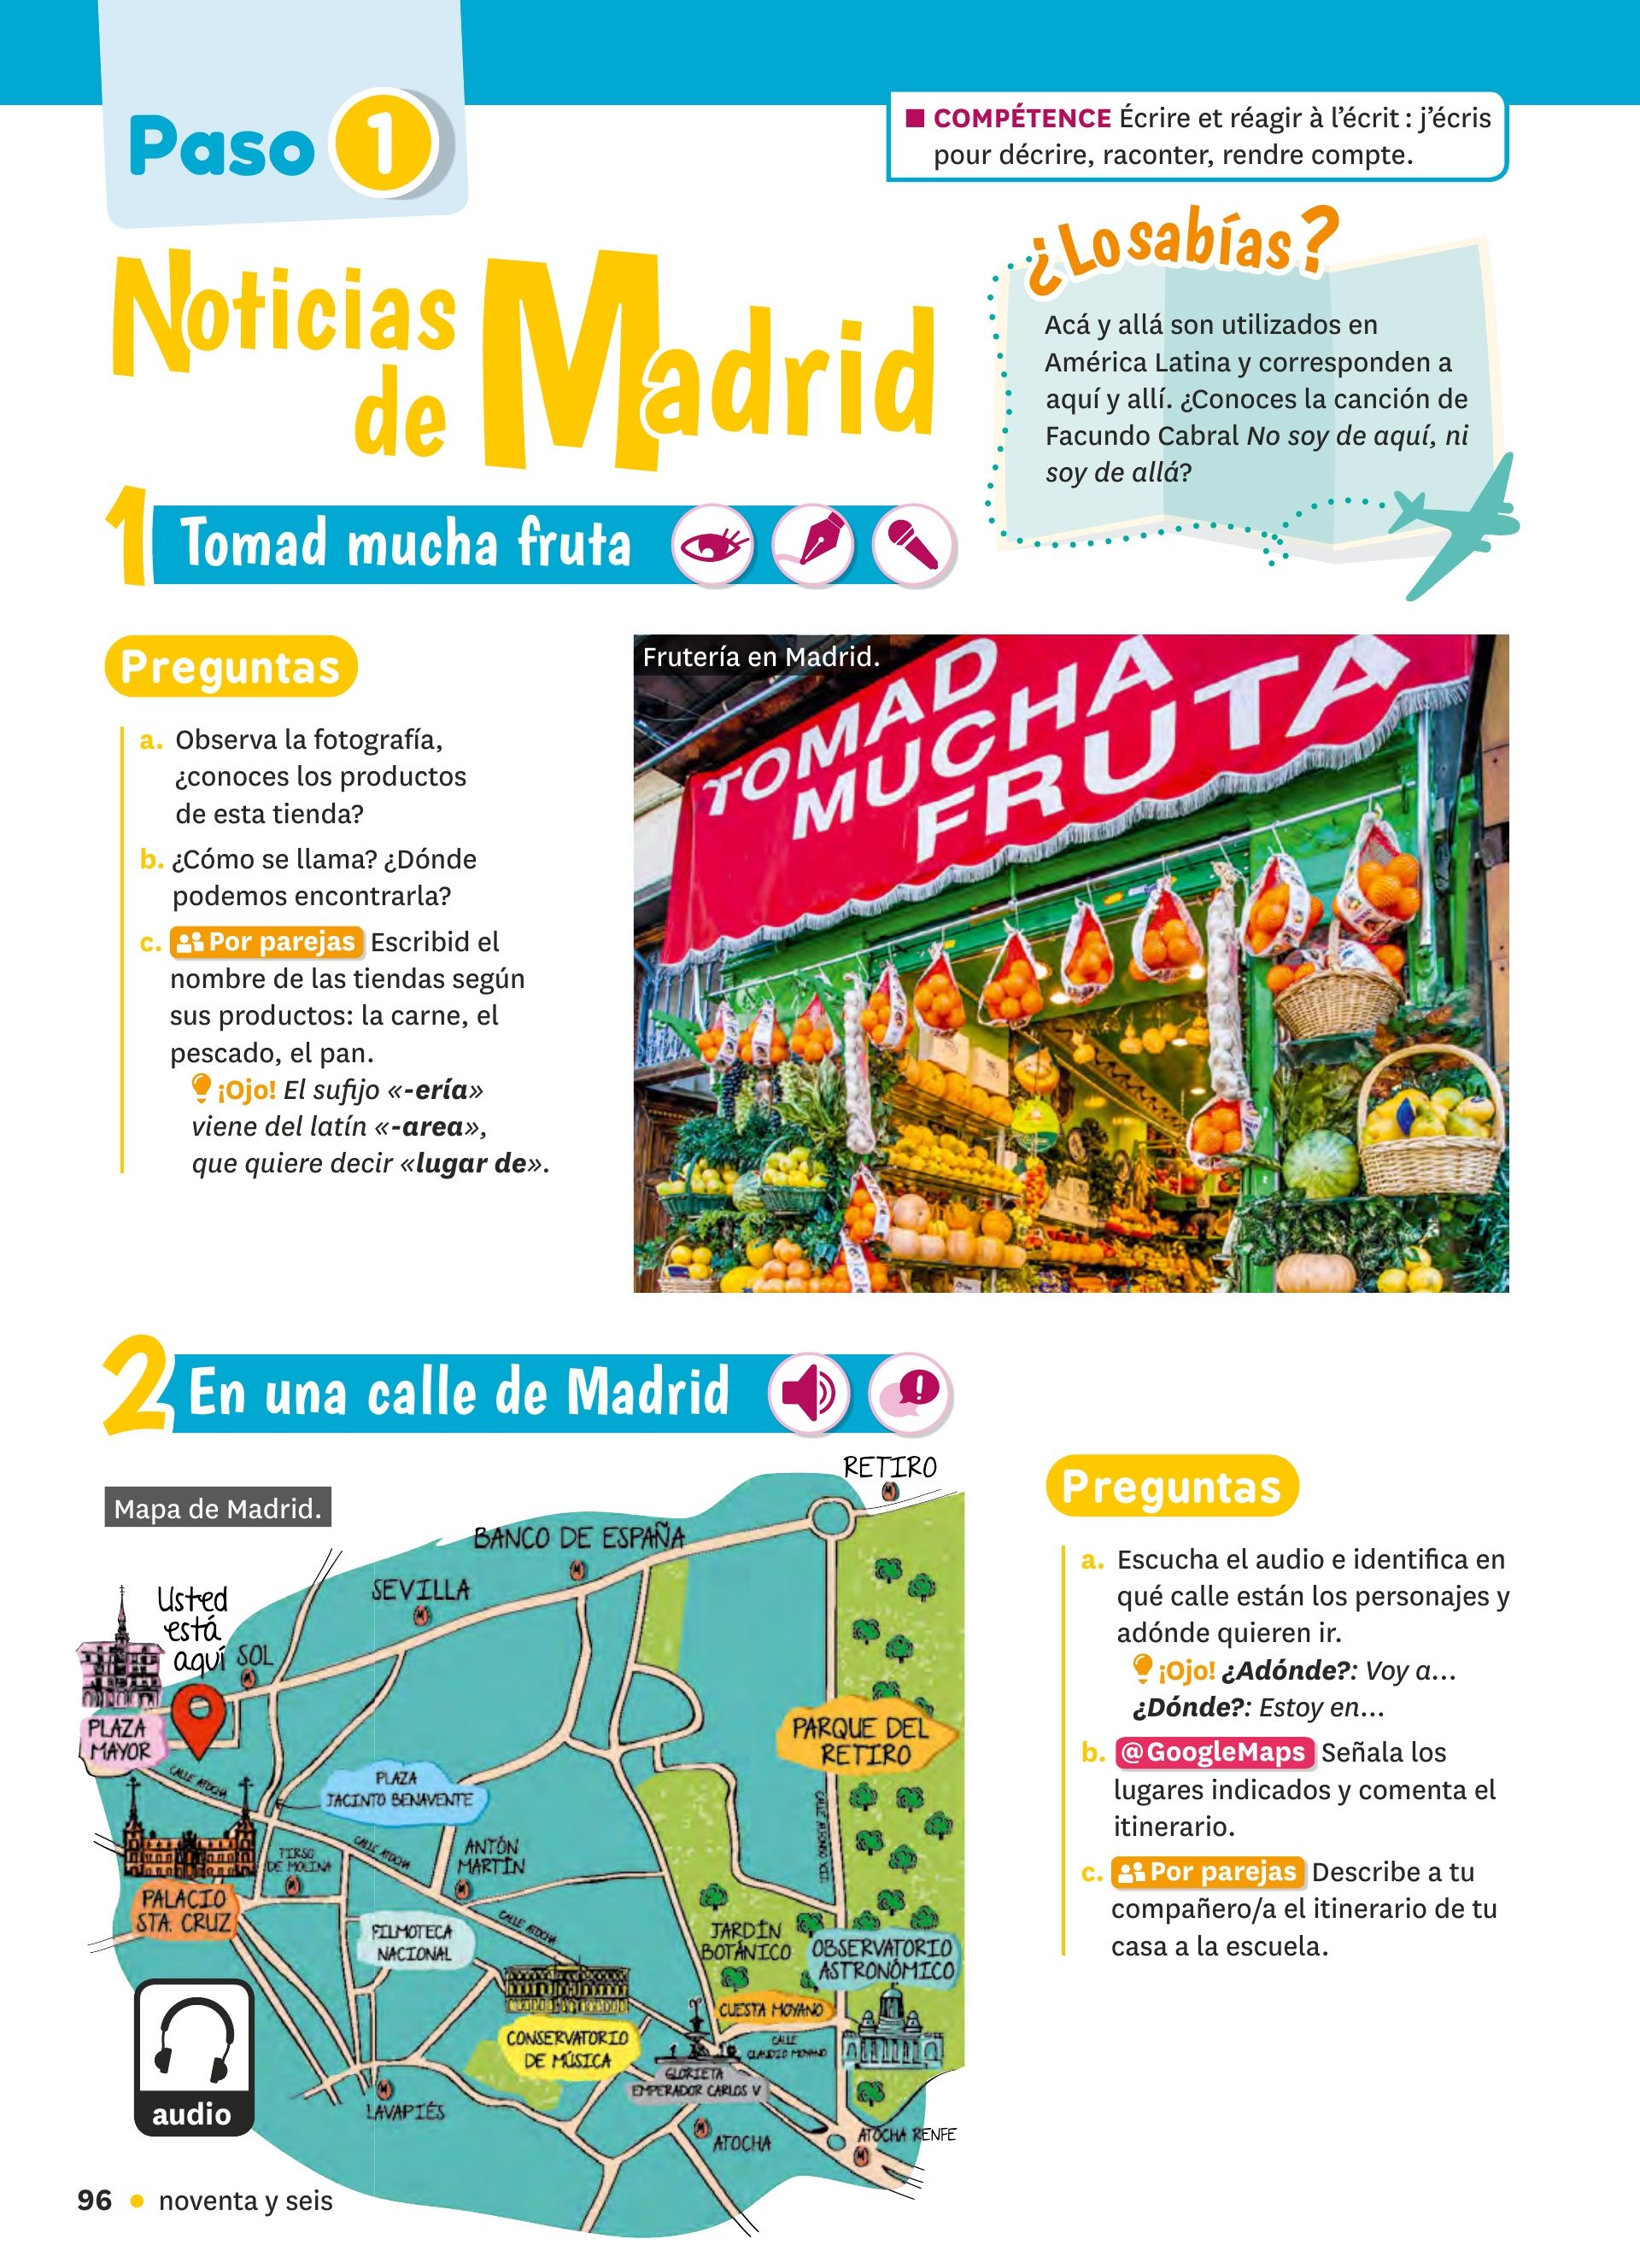 Paso 1
■ COMPÉTENCE Écrire et réagir à l'écrit : j'écris
pour décrire, raconter, rendre compte.
Noticias
de Madrid
¿Lo sabías?
Acá y allá son utilizados en
América Latina y corresponden a
aquí y allí. ¿Conoces la canción de
Facundo Cabral No soy de aquí, ni
soy de allá?
1 Tomad mucha fruta
Preguntas
a. Observa la fotografía,
¿conoces los productos
de esta tienda?
b. ¿Cómo se llama? ¿Dónde
podemos encontrarla?
c. Por parejas Escribid el
nombre de las tiendas según
sus productos: la carne, el
pescado, el pan.
¡Ojo! El sufijo «-ería»
viene del latín «-area»,
que quiere decir «lugar de».
Frutería en Madrid.
TOMAD
MUCHA
FRUTA
2 En una calle de Madrid
Mapa de Madrid.
RETIRO
BANCO DE ESPAÑA
SEVILLA
Usted
está
aquí
SOL
PLAZA
MAYOR
CALLE ATOCHA
PARQUE DEL
RETIRO
PLAZA
JACINTO BENAVENTE
CALLE ALFONSO XII
TIRSO
DE MOLINA
CALLE ATOCHA
ANTÓN
MARTÍN
PALACIO
STA. CRUZ
FILMOTECA
NACIONAL
CALLE ATOCHA
JARDÍN
BOTÁNICO
OBSERVATORIO
ASTRONÓMICO
CUESTA MOYANO
CONSERVATORIO
DE MÚSICA
CALLE
CLAUDIO MOYANO
GLORIETA
EMPERADOR CARLOS V
LAVAPIÉS
ATOCHA
ATOCHA RENFE
audio
Preguntas
a. Escucha el audio e identifica en
qué calle están los personajes y
adónde quieren ir.
¡Ojo! ¿Adónde?: Voy a...
¿Dónde?: Estoy en...
b. @GoogleMaps Señala los
lugares indicados y comenta el
itinerario.
c. Por parejas Describe a tu
compañero/a el itinerario de tu
casa a la escuela.
96 • noventa y seis